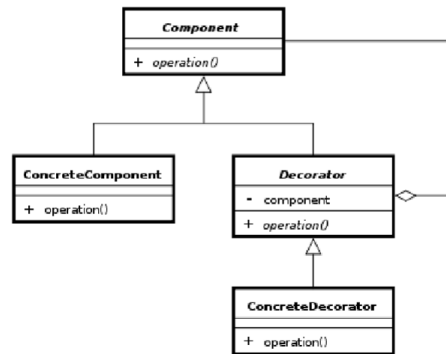 Component
+ operation()
ConcreteComponent
+ operation()
Decorator
- component
+ operation()
ConcreteDecorator
+ operation()